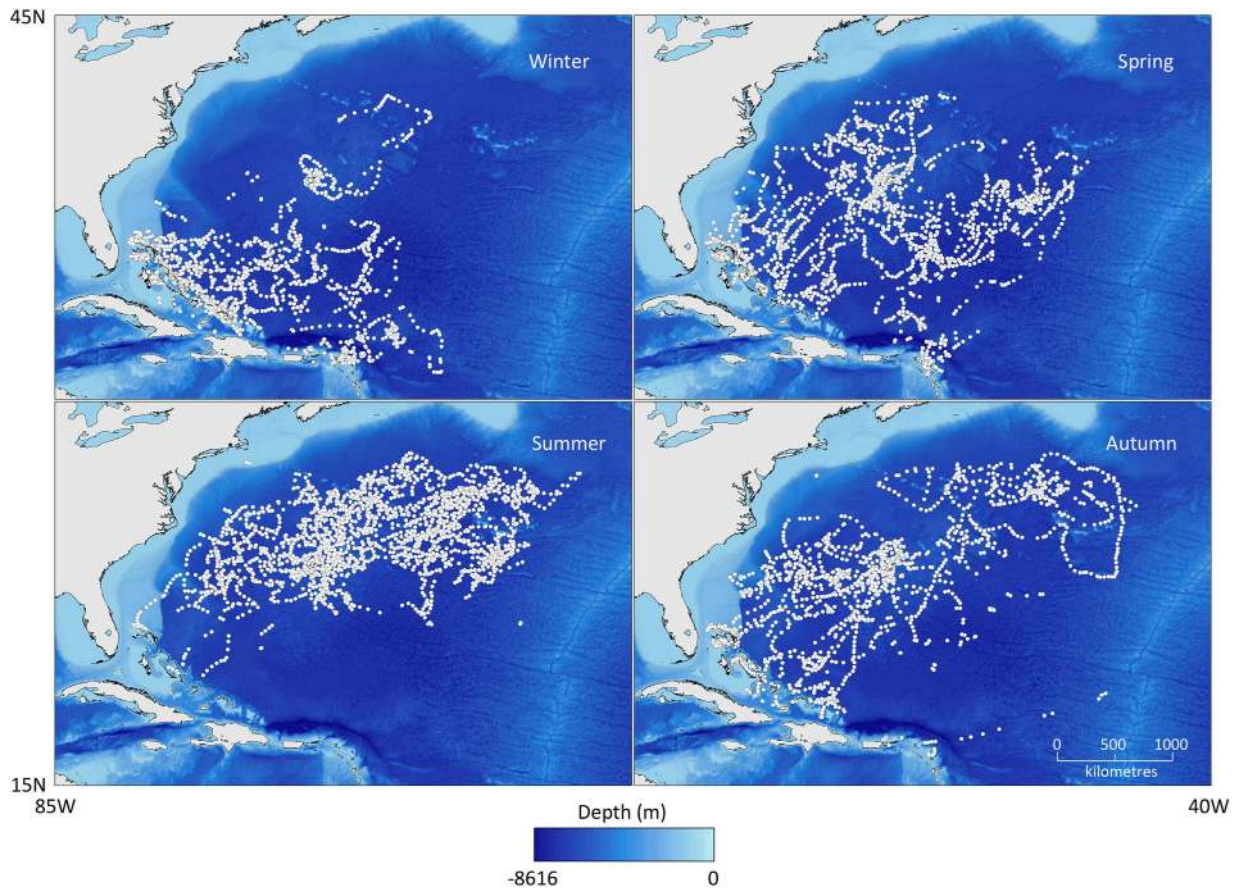 45N
Winter
Spring
Summer
Autumn
0 500 1000
kilometres
15N
85W
40W
Depth (m)
-8616 0